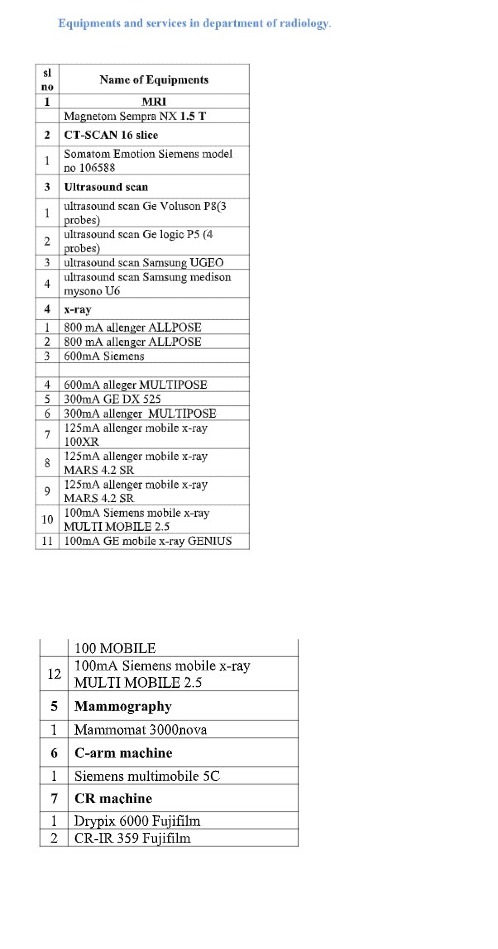 Equipments and services in department of radiology.
sl
no
Name of Equipments
1 MRI
Magnetom Sempra NX 1.5 T
2 CT-SCAN 16 slice
1 Somatom Emotion Siemens model
no 106588
3 Ultrasound scan
1 ultrasound scan Ge Voluson P8(3
probes)
2 ultrasound scan Ge logic P5 (4
probes)
3 ultrasound scan Samsung UGEO
4 ultrasound scan Samsung medison
mysono U6
4 x-ray
1 800 mA allenger ALLPOSE
2 800 mA allenger ALLPOSE
3 600mA Siemens
4 600mA alleger MULTIPOSE
5 300mA GE DX 525
6 300mA allenger MULTIPOSE
7 125mA allenger mobile x-ray
100XR
8 125mA allenger mobile x-ray
MARS 4.2 SR
9 125mA allenger mobile x-ray
MARS 4.2 SR
10 100mA Siemens mobile x-ray
MULTI MOBILE 2.5
11 100mA GE mobile x-ray GENIUS
100 MOBILE
12 100mA Siemens mobile x-ray
MULTI MOBILE 2.5
5 Mammography
1 Mammomat 3000nova
6 C-arm machine
1 Siemens multimobile 5C
7 CR machine
1 Drypix 6000 Fujifilm
2 CR-IR 359 Fujifilm